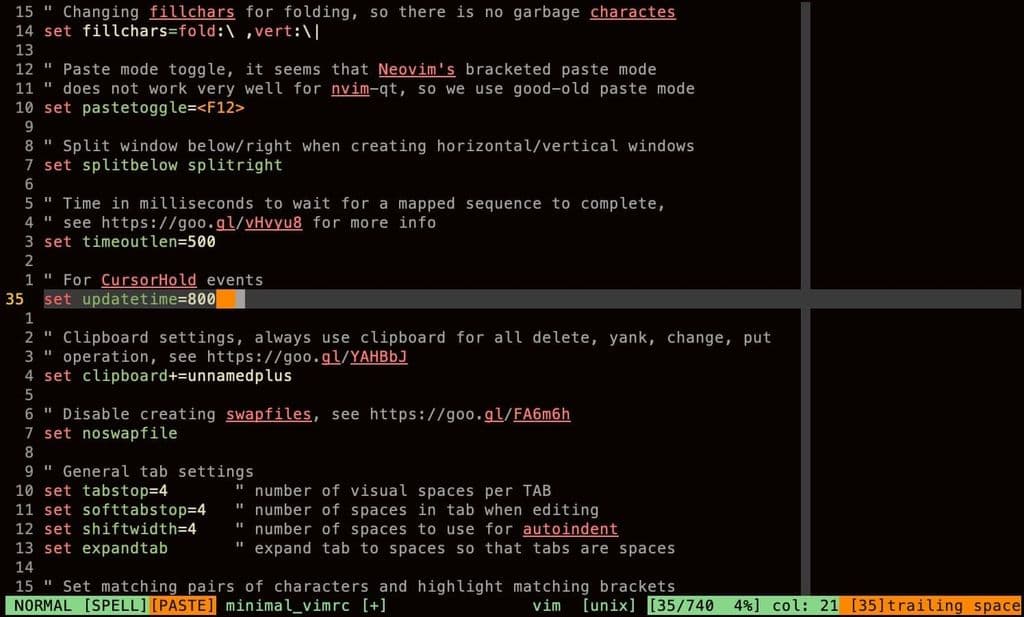 15 " Changing fillchars for folding, so there is no garbage charactes
14 set fillchars=fold:\ ,vert:\|
13
12 " Paste mode toggle, it seems that Neovim's bracketed paste mode
11 " does not work very well for nvim-qt, so we use good-old paste mode
10 set pastetoggle=<F12>
9
8 " Split window below/right when creating horizontal/vertical windows
7 set splitbelow splitright
6
5 " Time in milliseconds to wait for a mapped sequence to complete,
4 " see https://goo.gl/vHvyu8 for more info
3 set timeoutlen=500
2
1 " For CursorHold events
35 set updatetime=800
1
2 " Clipboard settings, always use clipboard for all delete, yank, change, put
3 " operation, see https://goo.gl/YAHBbJ
4 set clipboard+=unnamedplus
5
6 " Disable creating swapfiles, see https://goo.gl/FA6m6h
7 set noswapfile
8
9 " General tab settings
10 set tabstop=4       " number of visual spaces per TAB
11 set softtabstop=4   " number of spaces in tab when editing
12 set shiftwidth=4    " number of spaces to use for autoindent
13 set expandtab       " expand tab to spaces so that tabs are spaces
14
15 " Set matching pairs of characters and highlight matching brackets
NORMAL [SPELL][PASTE] minimal_vimrc [+] vim [unix] [35/740 4%] col: 21 [35]trailing space